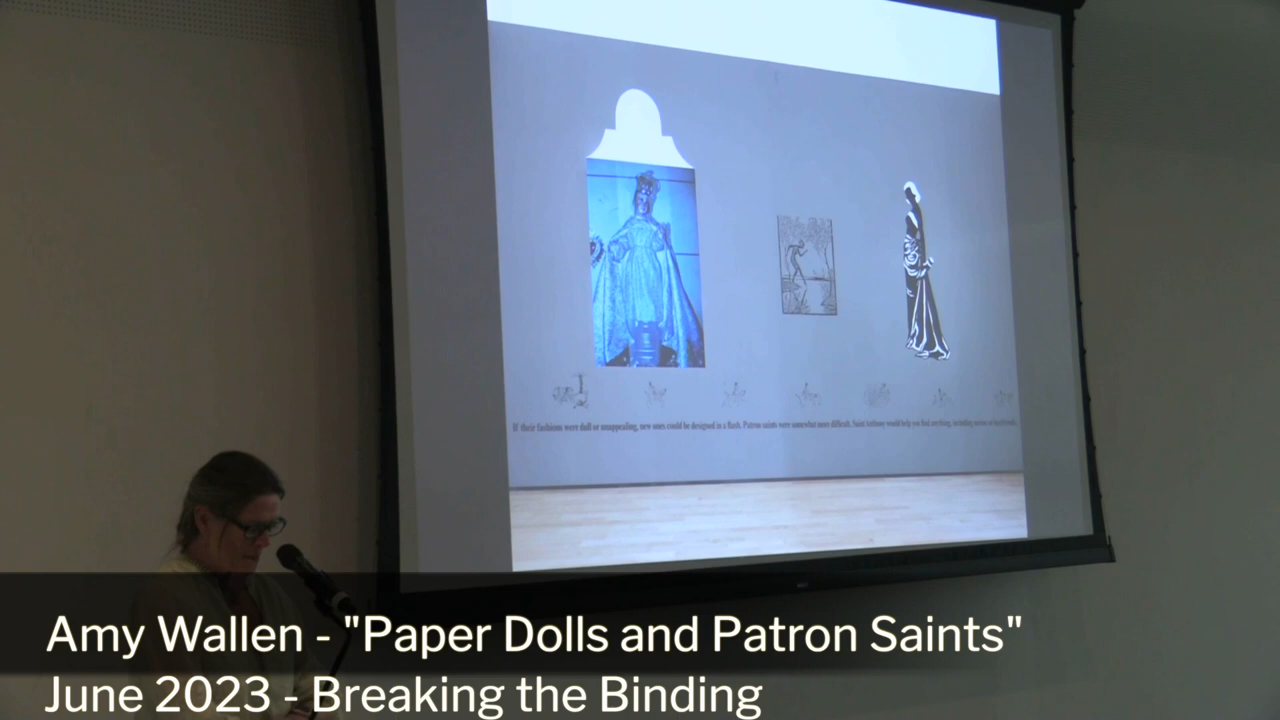 If their fashions were dull or unappealing, new ones could be designed in a flash. Patron saints were somewhat more difficult. Saint Anthony would help you find anything, including
Amy Wallen - "Paper Dolls and Patron Saints"
June 2023 - Breaking the Binding